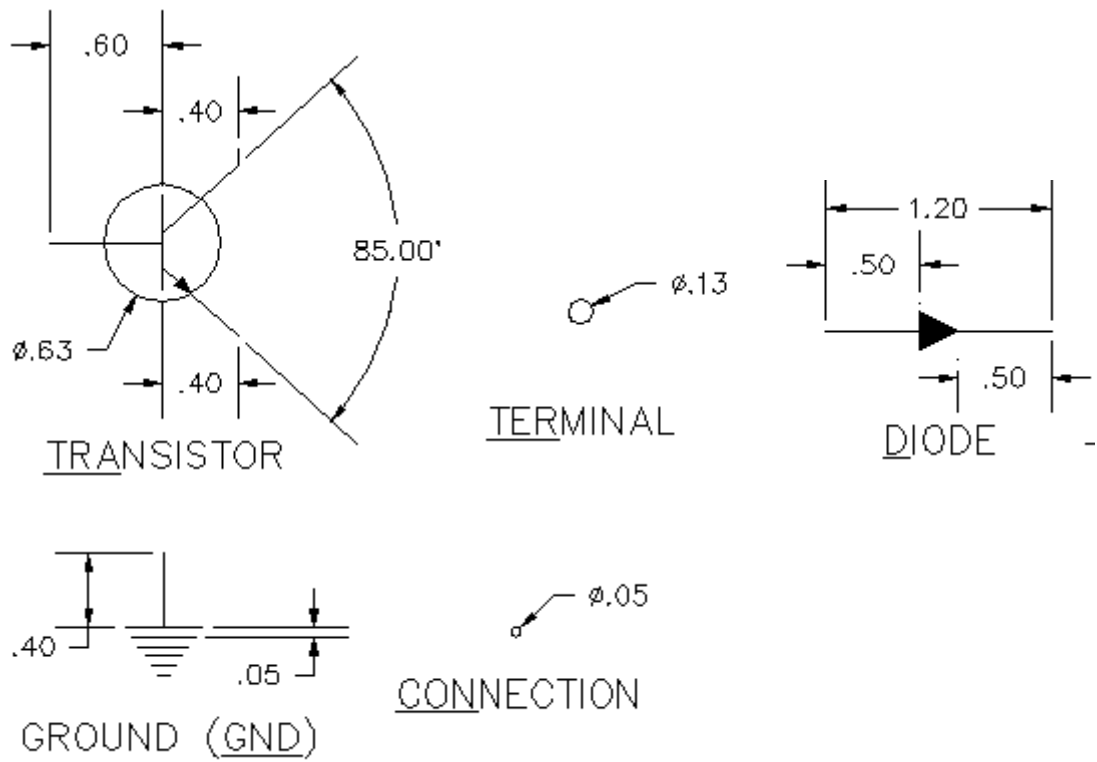 .60
.40
85.00°
ø.63
.40
TRANSISTOR
ø.13
TERMINAL
1.20
.50
.50
DIODE
.40
.05
GROUND (GND)
ø.05
CONNECTION